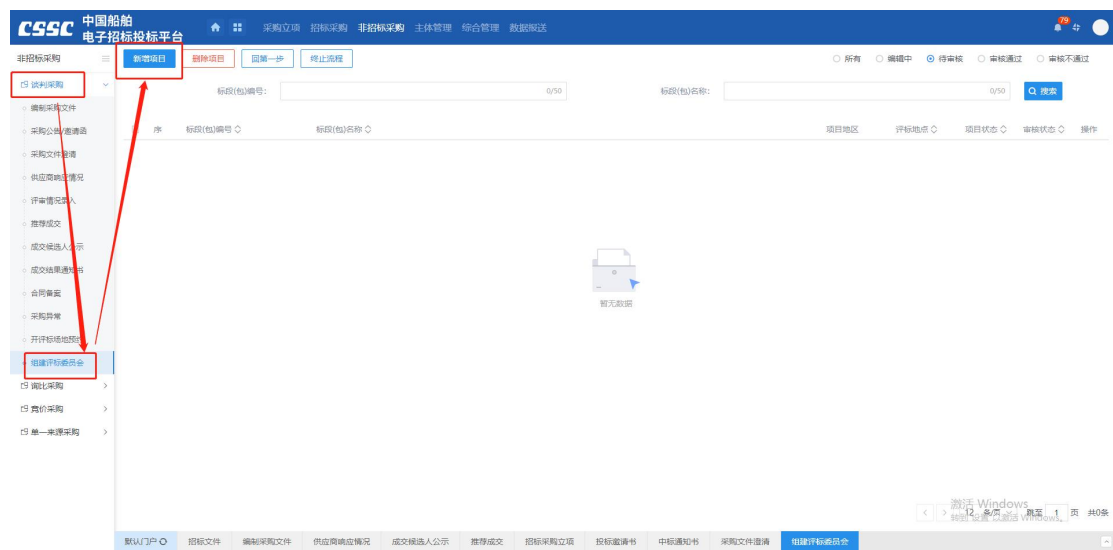 CSSC 中国船舶
电子招标投标平台
采购立项 招标采购 非招标采购 主体管理 综合管理 数据报送
79
非招标采购
新增项目 删除项目 回第一步 终止流程
所有 编辑中 待审核 审核通过 审核不通过
谈判采购
标段(包)编号: 0/50 标段(包)名称: 0/50 搜索
编制采购文件
序 标段(包)编号 标段(包)名称 项目地区 评标地点 项目状态 审核状态 操作
采购公告/邀请函
采购文件澄清
供应商响应情况
评审情况录入
推荐成交
成交候选人公示
成交结果通知书
合同备案
采购异常
开评标场地预约
组建评标委员会
询比采购
竞价采购
单一来源采购
暂无数据
激活 Windows
转到"设置"以激活 Windows。
12 条/页 跳至 1 页 共0条
默认门户 招标文件 编制采购文件 供应商响应情况 成交候选人公示 推荐成交 招标采购立项 投标邀请书 中标通知书 采购文件澄清 组建评标委员会